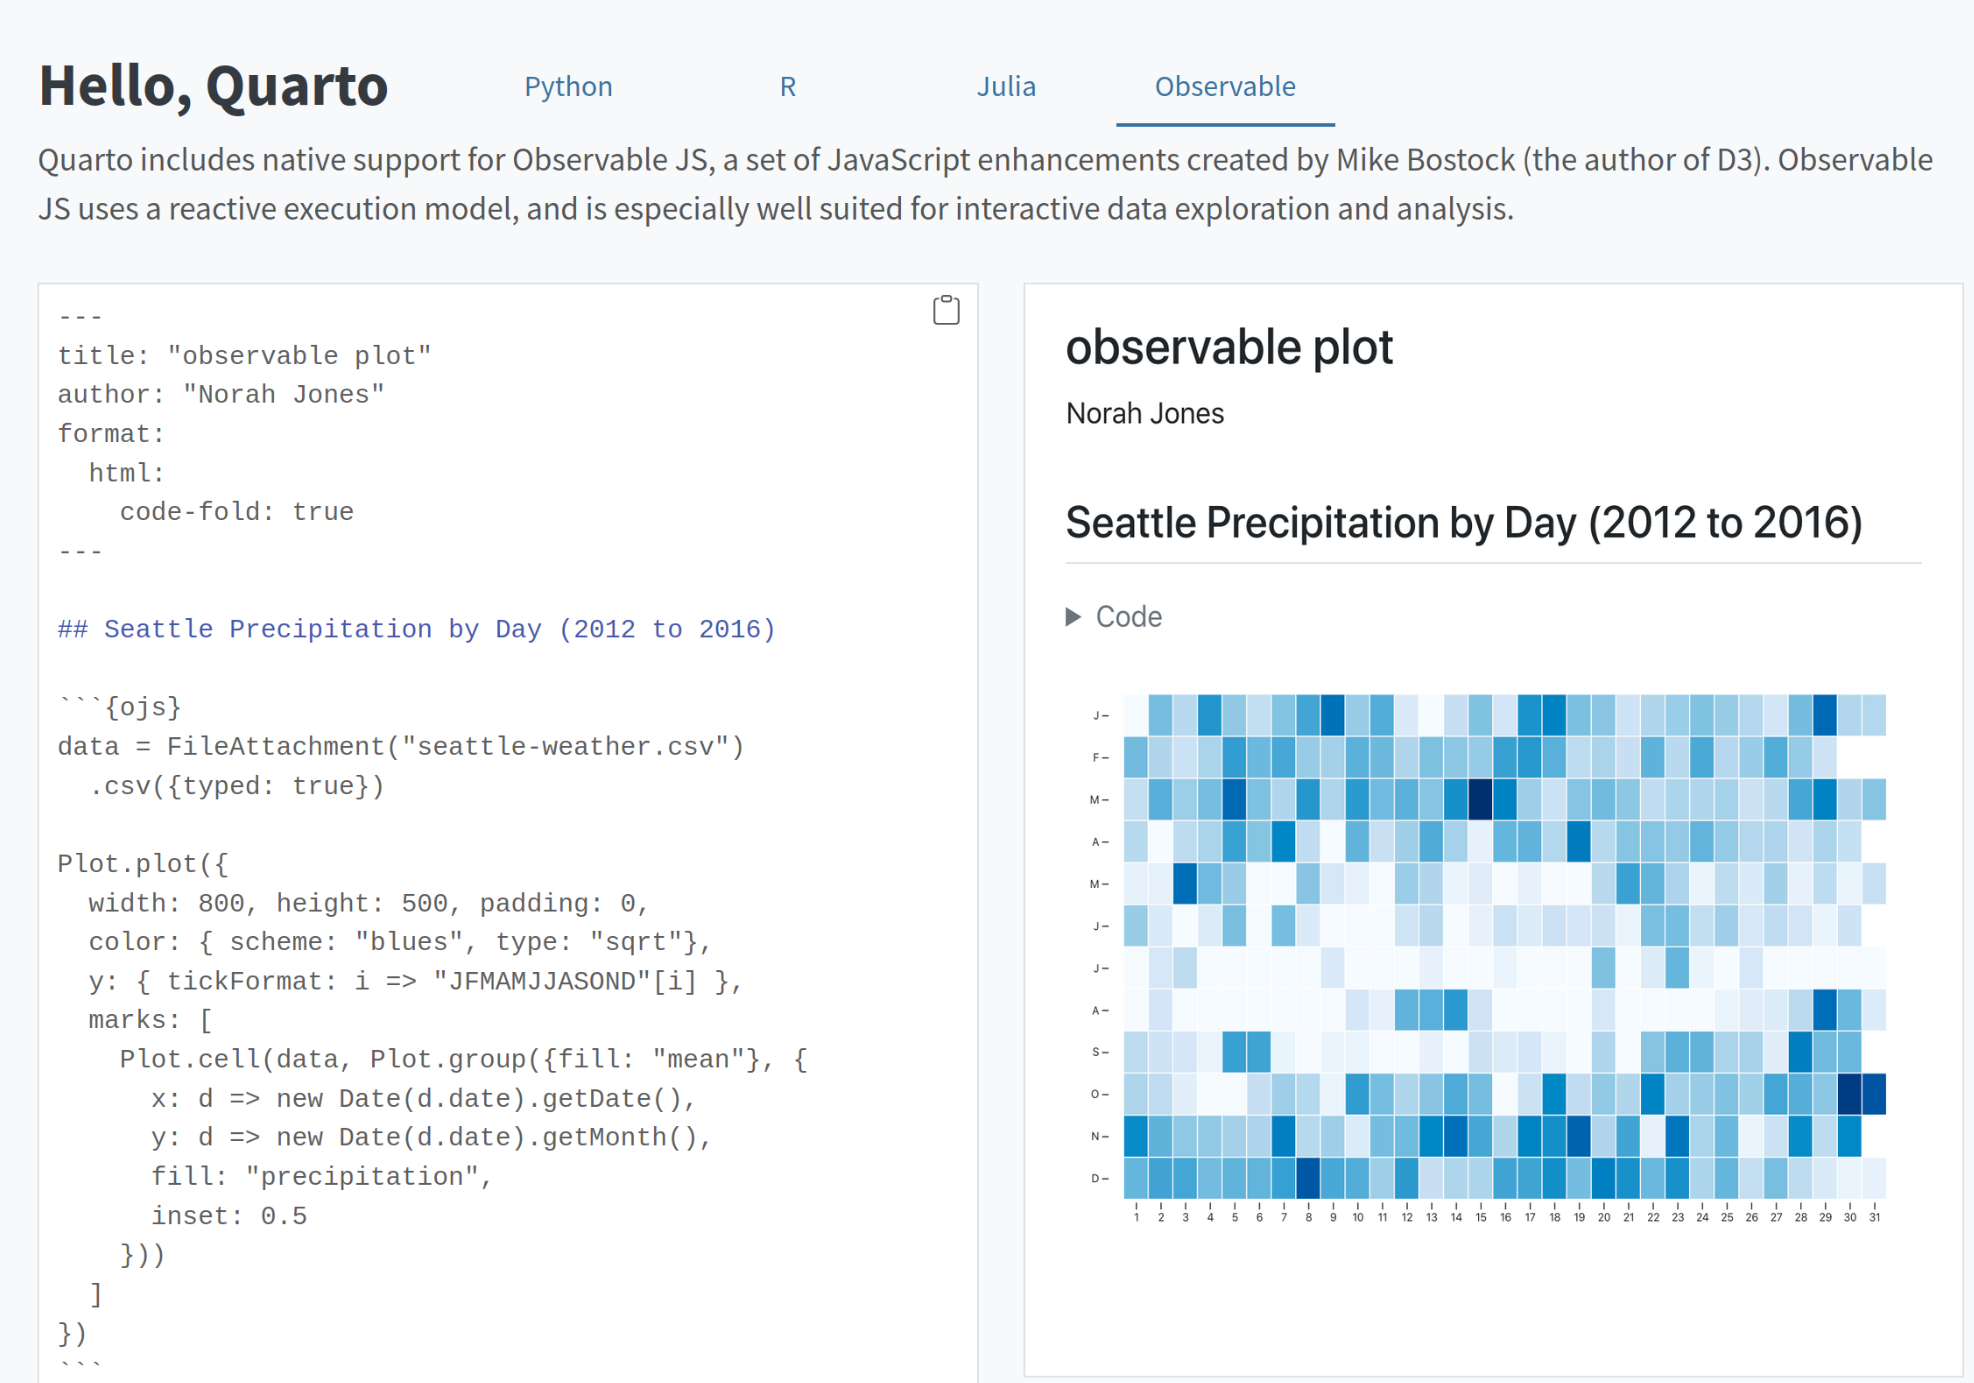 Hello, Quarto
Python
R
Julia
Observable
Quarto includes native support for Observable JS, a set of JavaScript enhancements created by Mike Bostock (the author of D3). Observable
JS uses a reactive execution model, and is especially well suited for interactive data exploration and analysis.
---
title: "observable plot"
author: "Norah Jones"
format:
  html:
    code-fold: true
---
## Seattle Precipitation by Day (2012 to 2016)
```{ojs}
data = FileAttachment("seattle-weather.csv")
  .csv({typed: true})
Plot.plot({
  width: 800, height: 500, padding: 0,
  color: { scheme: "blues", type: "sqrt"},
  y: { tickFormat: i => "JFMAMJJASOND"[i] },
  marks: [
    Plot.cell(data, Plot.group({fill: "mean"}, {
      x: d => new Date(d.date).getDate(),
      y: d => new Date(d.date).getMonth(),
      fill: "precipitation",
      inset: 0.5
    }))
  ]
})
```
observable plot
Norah Jones
Seattle Precipitation by Day (2012 to 2016)
Code
J
F
M
A
M
J
J
A
S
O
N
D
1 2 3 4 5 6 7 8 9 10 11 12 13 14 15 16 17 18 19 20 21 22 23 24 25 26 27 28 29 30 31